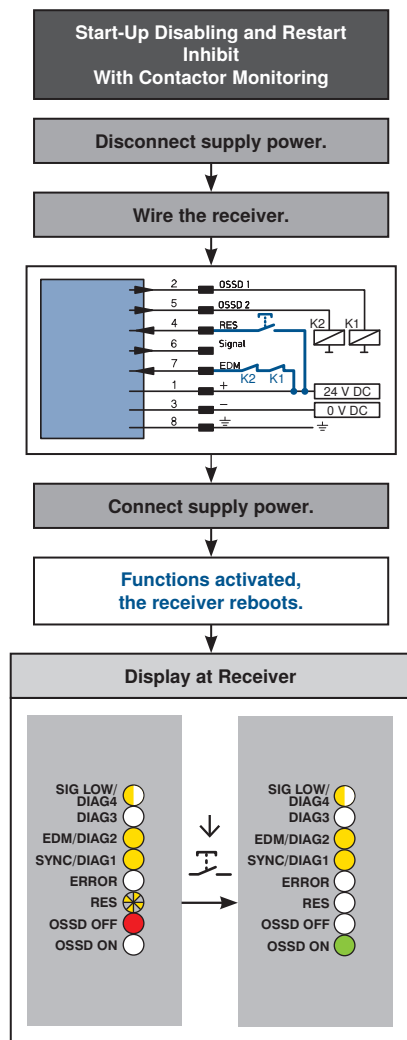 Start-Up Disabling and Restart
Inhibit
With Contactor Monitoring
Disconnect supply power.
Wire the receiver.
2 OSSD 1
5 OSSD 2
4 RES
K2 K1
6 Signal
7 EDM
K2 K1
1 + 24 V DC
3 – 0 V DC
8
Connect supply power.
Functions activated,
the receiver reboots.
Display at Receiver
SIG LOW/
DIAG4
DIAG3
EDM/DIAG2
SYNC/DIAG1
ERROR
RES
OSSD OFF
OSSD ON
SIG LOW/
DIAG4
DIAG3
EDM/DIAG2
SYNC/DIAG1
ERROR
RES
OSSD OFF
OSSD ON